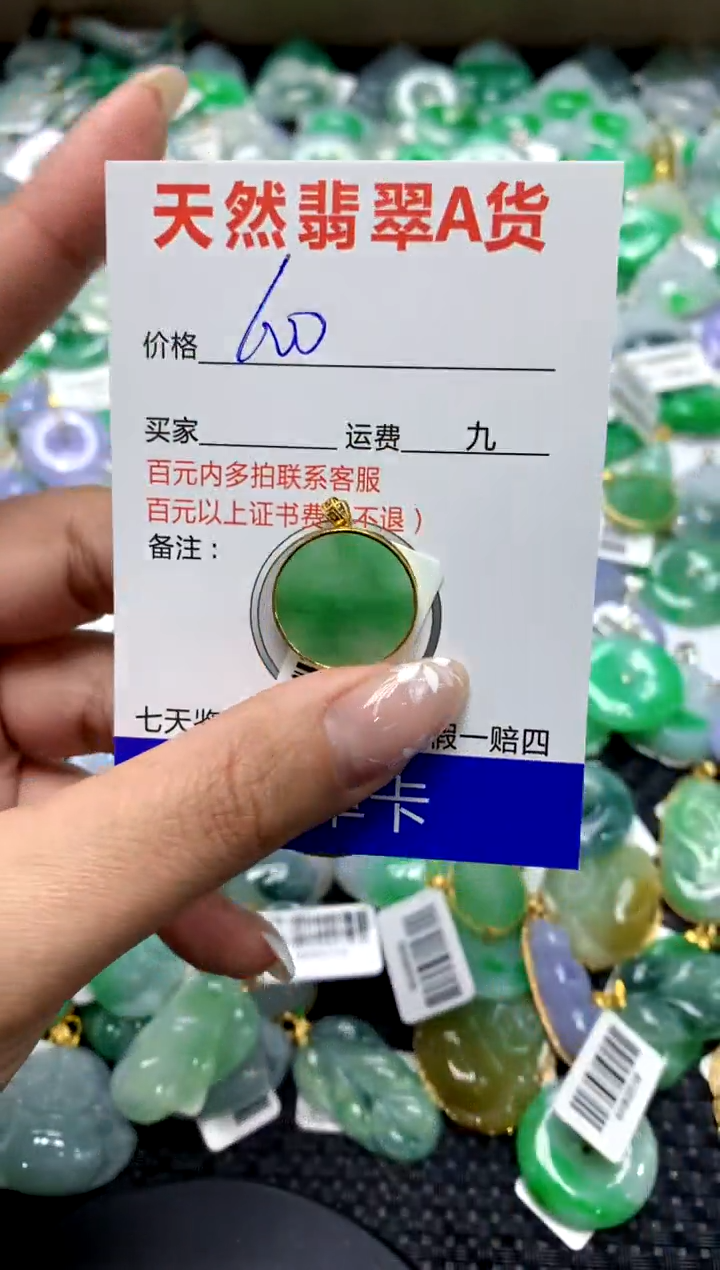 天然翡翠A货
价格 600
买家 运费 九
百元内多拍联系客服
百元以上证书费 不退）
备注：
七天 假一赔四
卡